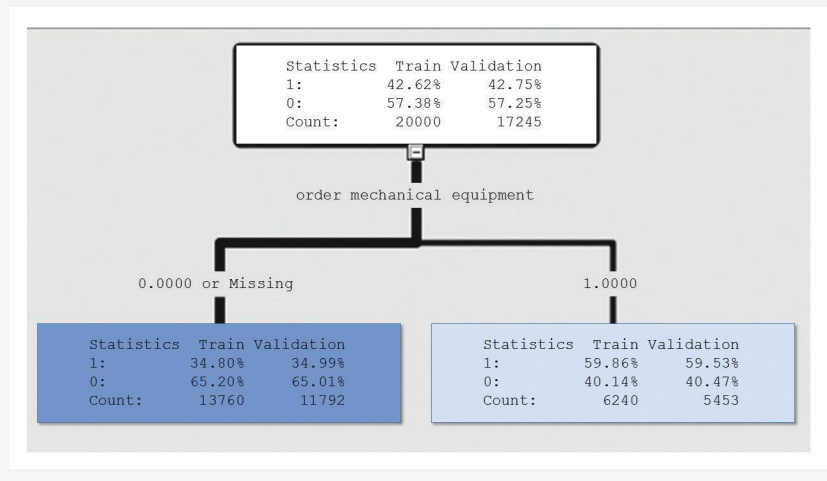 Statistics Train Validation
1: 42.62% 42.75%
0: 57.38% 57.25%
Count: 20000 17245
order mechanical equipment
0.0000 or Missing
1.0000
Statistics Train Validation
1: 34.80% 34.99%
0: 65.20% 65.01%
Count: 13760 11792
Statistics Train Validation
1: 59.86% 59.53%
0: 40.14% 40.47%
Count: 6240 5453